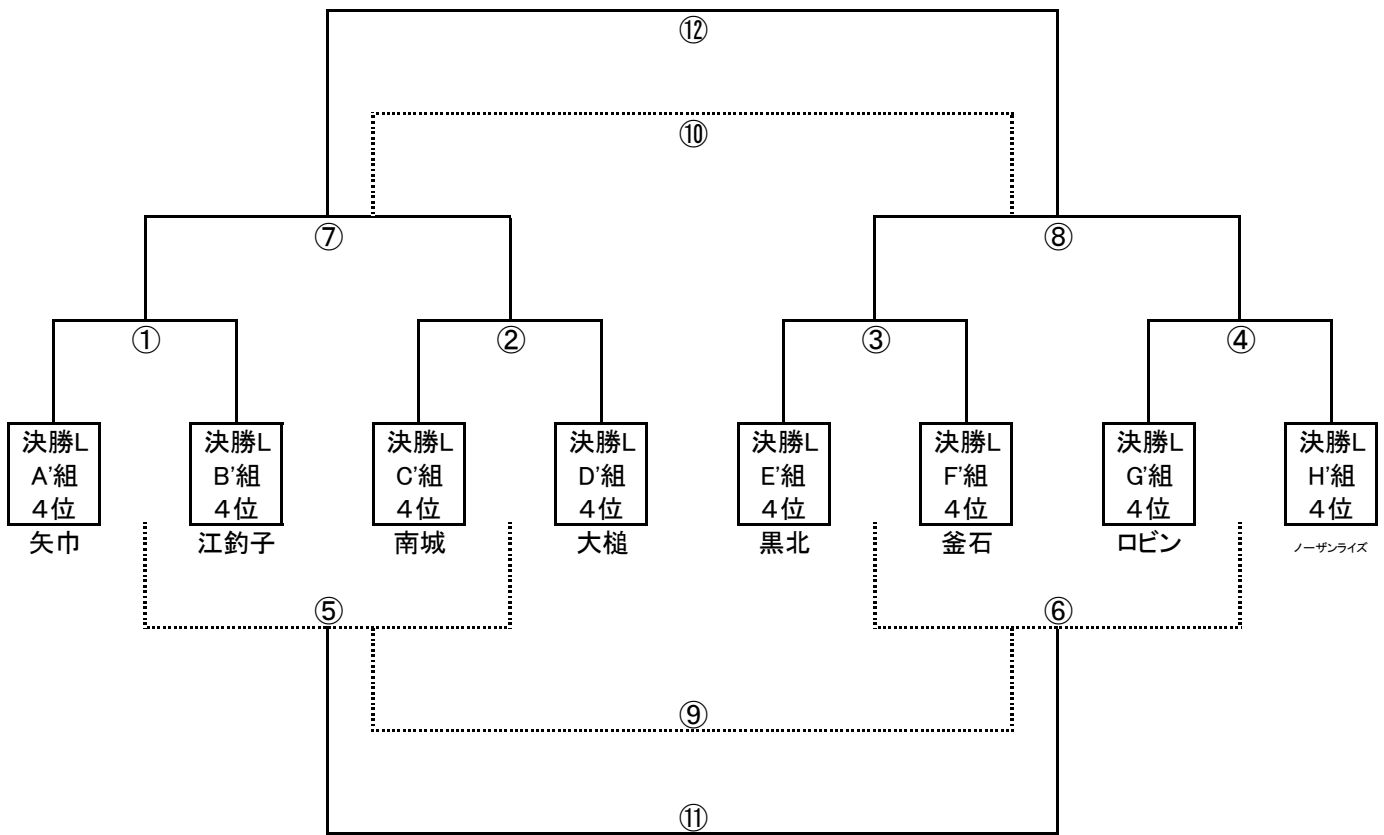 ⑫
⑩
⑦
⑧
①
②
③
④
決勝L
A'組
4位
矢巾
決勝L
B'組
4位
江釣子
決勝L
C'組
4位
南城
決勝L
D'組
4位
大槌
決勝L
E'組
4位
黒北
決勝L
F'組
4位
釜石
決勝L
G'組
4位
ロビン
決勝L
H'組
4位
ノーザンライズ
⑤
⑥
⑨
⑪